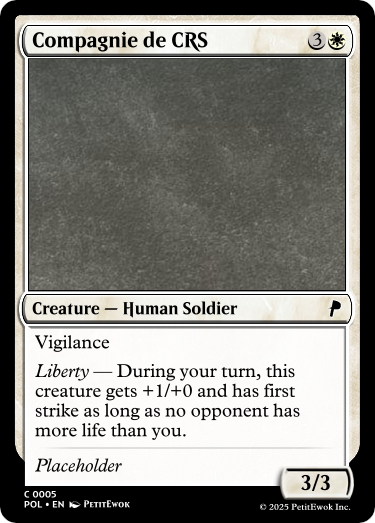 Compagnie de CRS 3
Creature — Human Soldier
Vigilance
Liberty — During your turn, this
creature gets +1/+0 and has first
strike as long as no opponent has
more life than you.
Placeholder
3/3
C 0005
POL • EN PetitEwok
© 2025 PetitEwok Inc.